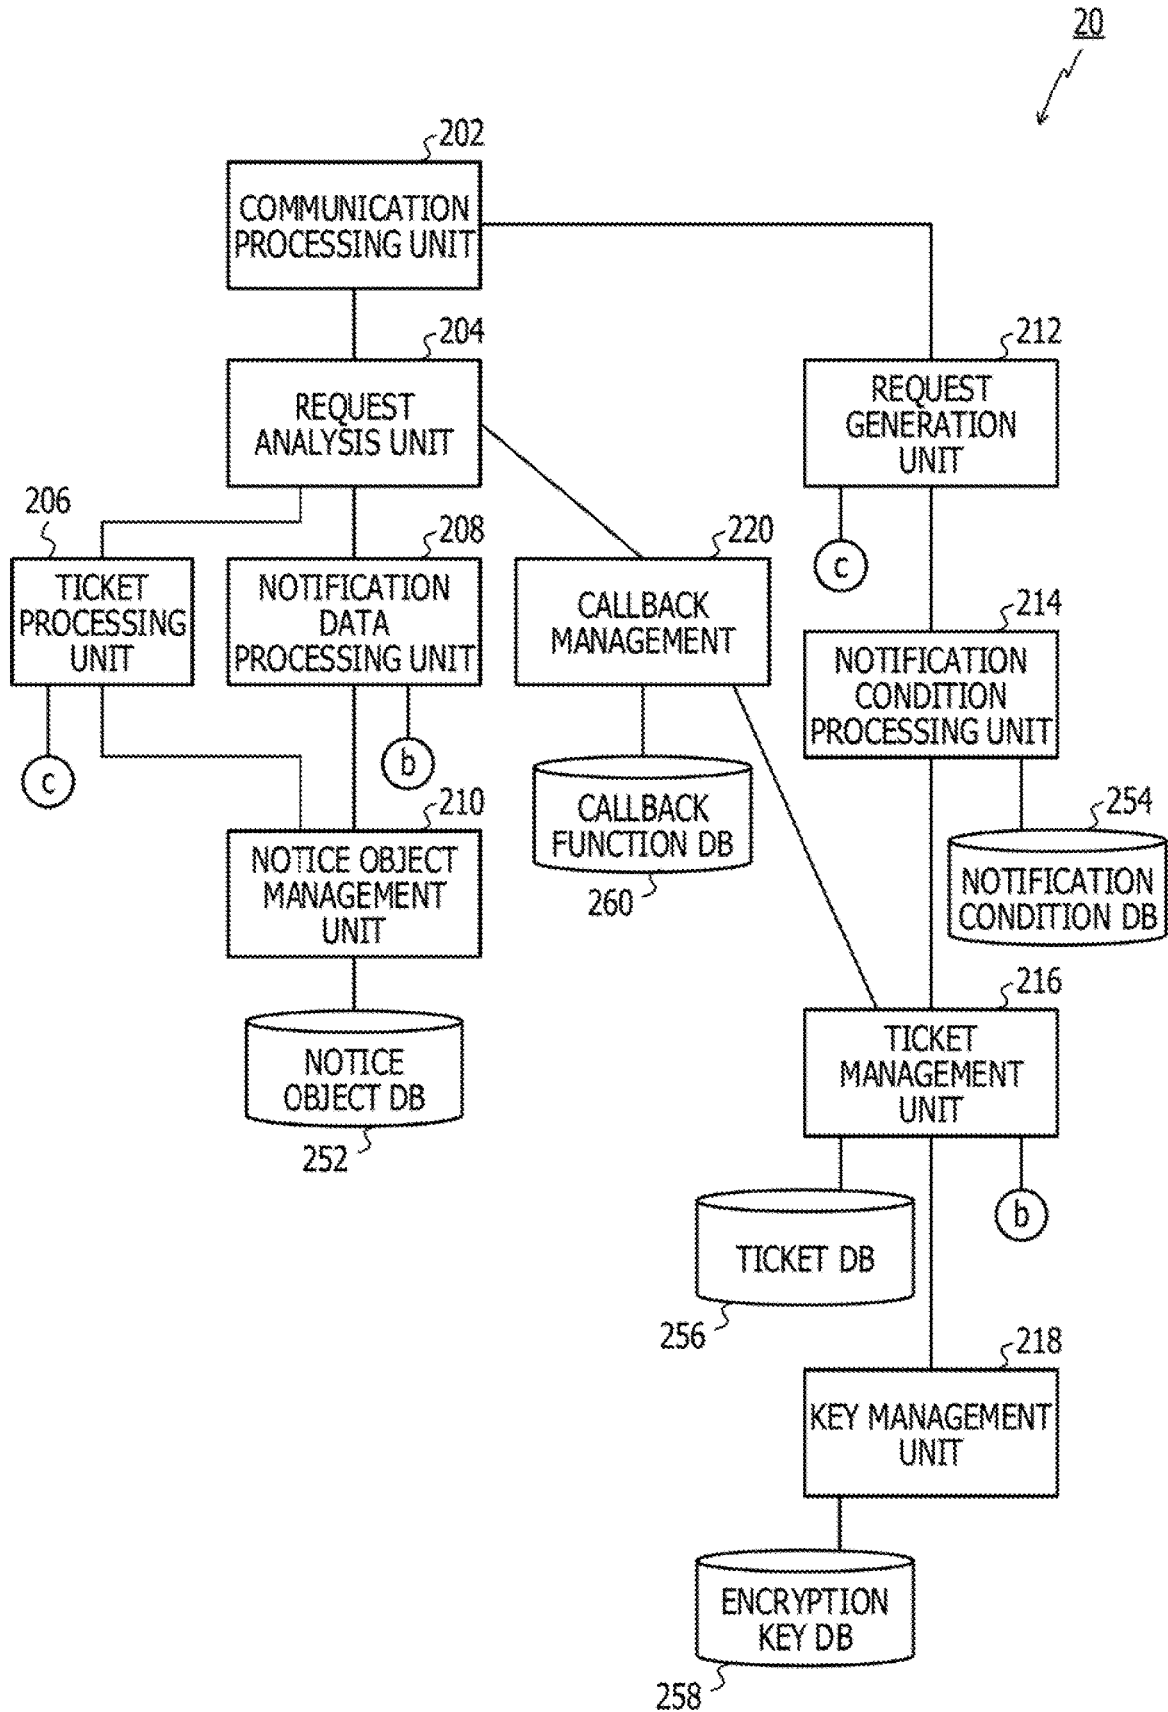 20
202
COMMUNICATION
PROCESSING UNIT
204
REQUEST
ANALYSIS UNIT
212
REQUEST
GENERATION
UNIT
206
TICKET
PROCESSING
UNIT
208
NOTIFICATION
DATA
PROCESSING UNIT
220
CALLBACK
MANAGEMENT
c
214
NOTIFICATION
CONDITION
PROCESSING UNIT
c
b
210
NOTICE OBJECT
MANAGEMENT
UNIT
CALLBACK
FUNCTION DB
260
254
NOTIFICATION
CONDITION DB
216
TICKET
MANAGEMENT
UNIT
NOTICE
OBJECT DB
252
b
TICKET DB
256
218
KEY MANAGEMENT
UNIT
ENCRYPTION
KEY DB
258